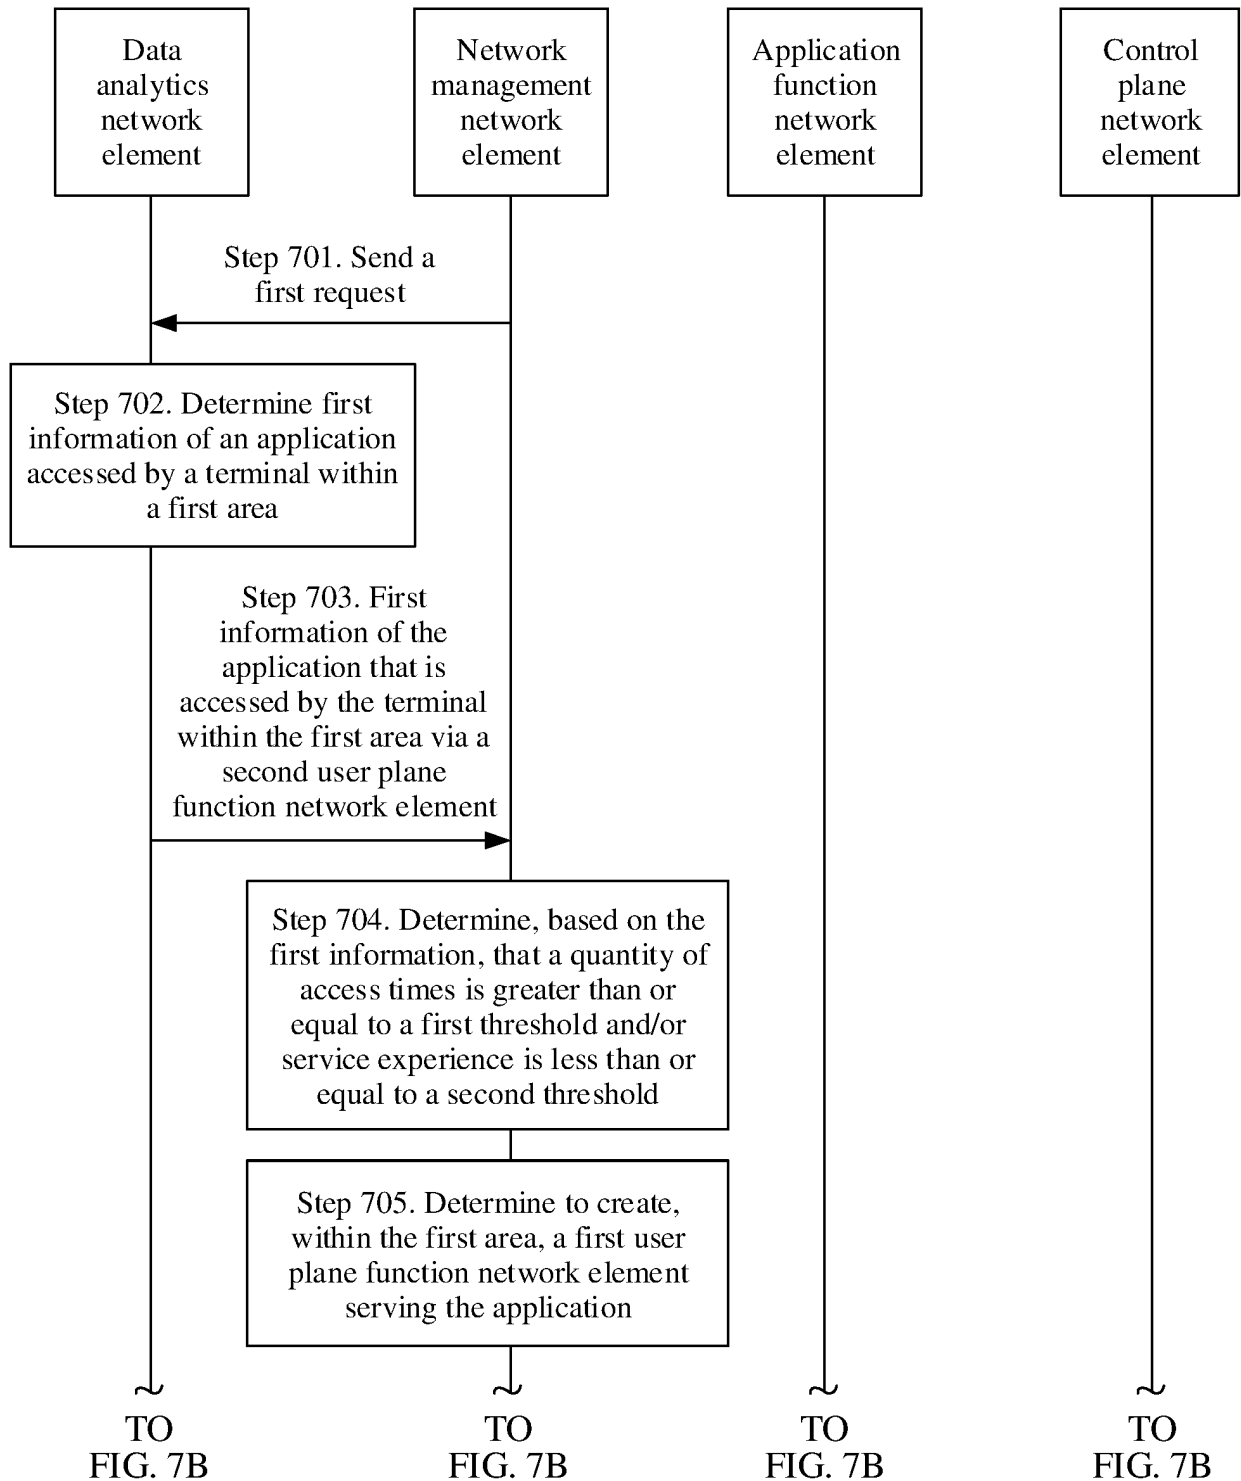 Data
analytics
network
element
Network
management
network
element
Application
function
network
element
Control
plane
network
element
Step 701. Send a
first request
Step 702. Determine first
information of an application
accessed by a terminal within
a first area
Step 703. First
information of the
application that is
accessed by the terminal
within the first area via a
second user plane
function network element
Step 704. Determine, based on the
first information, that a quantity of
access times is greater than or
equal to a first threshold and/or
service experience is less than or
equal to a second threshold
Step 705. Determine to create,
within the first area, a first user
plane function network element
serving the application
TO
FIG. 7B
TO
FIG. 7B
TO
FIG. 7B
TO
FIG. 7B